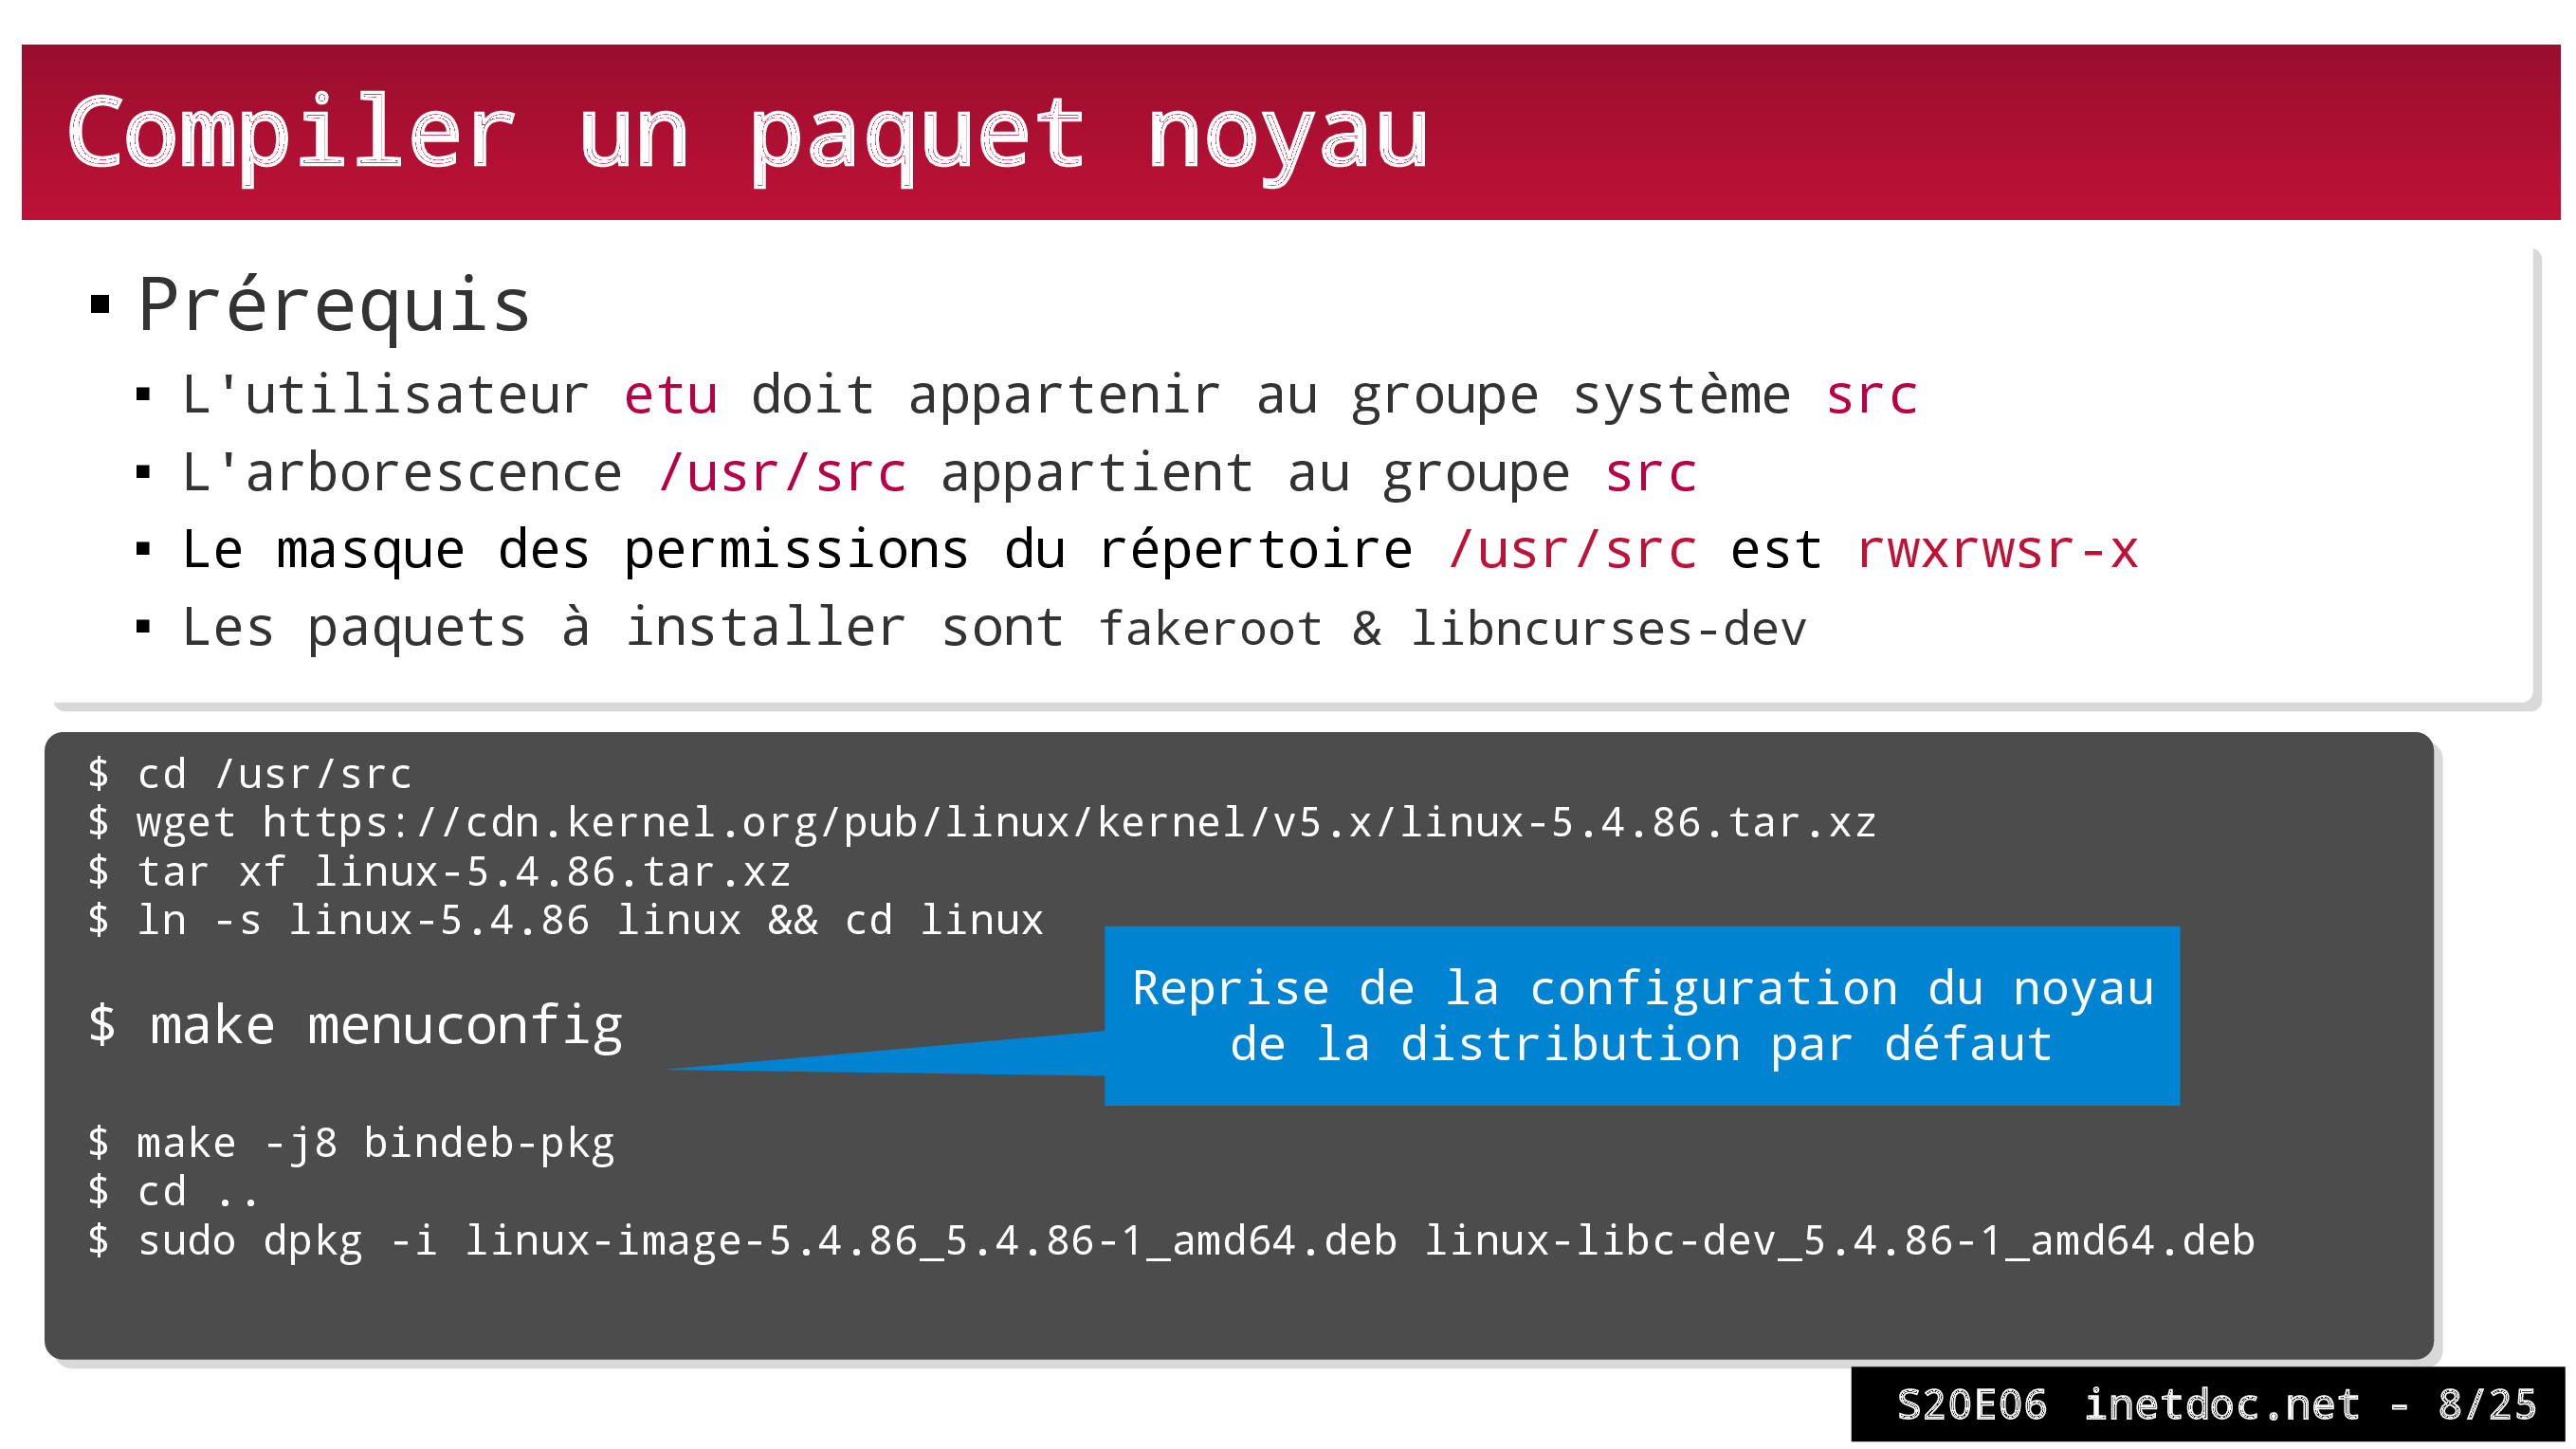 Compiler un paquet noyau
▪ Prérequis
▪ L'utilisateur etu doit appartenir au groupe système src
▪ L'arborescence /usr/src appartient au groupe src
▪ Le masque des permissions du répertoire /usr/src est rwxrwsr-x
▪ Les paquets à installer sont fakeroot & libncurses-dev
$ cd /usr/src
$ wget https://cdn.kernel.org/pub/linux/kernel/v5.x/linux-5.4.86.tar.xz
$ tar xf linux-5.4.86.tar.xz
$ ln -s linux-5.4.86 linux && cd linux
$ make menuconfig
Reprise de la configuration du noyau
de la distribution par défaut
$ make -j8 bindeb-pkg
$ cd ..
$ sudo dpkg -i linux-image-5.4.86_5.4.86-1_amd64.deb linux-libc-dev_5.4.86-1_amd64.deb
S20E06 inetdoc.net - 8/25